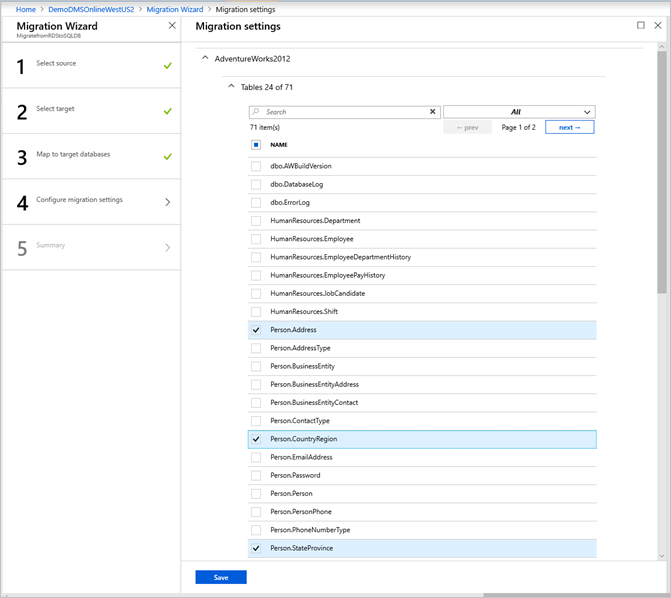 Home > DemoDMSOnlineWestUS2 > Migration Wizard > Migration settings
Migration Wizard
MigratefromRDStoSQLDB
1 Select source
2 Select target
3 Map to target databases
4 Configure migration settings
5 Summary
Migration settings
AdventureWorks2012
Tables 24 of 71
Search
All
71 item(s)
← prev Page 1 of 2 next →
NAME
dbo.AWBuildVersion
dbo.DatabaseLog
dbo.ErrorLog
HumanResources.Department
HumanResources.Employee
HumanResources.EmployeeDepartmentHistory
HumanResources.EmployeePayHistory
HumanResources.JobCandidate
HumanResources.Shift
Person.Address
Person.AddressType
Person.BusinessEntity
Person.BusinessEntityAddress
Person.BusinessEntityContact
Person.ContactType
Person.CountryRegion
Person.EmailAddress
Person.Password
Person.Person
Person.PersonPhone
Person.PhoneNumberType
Person.StateProvince
Save